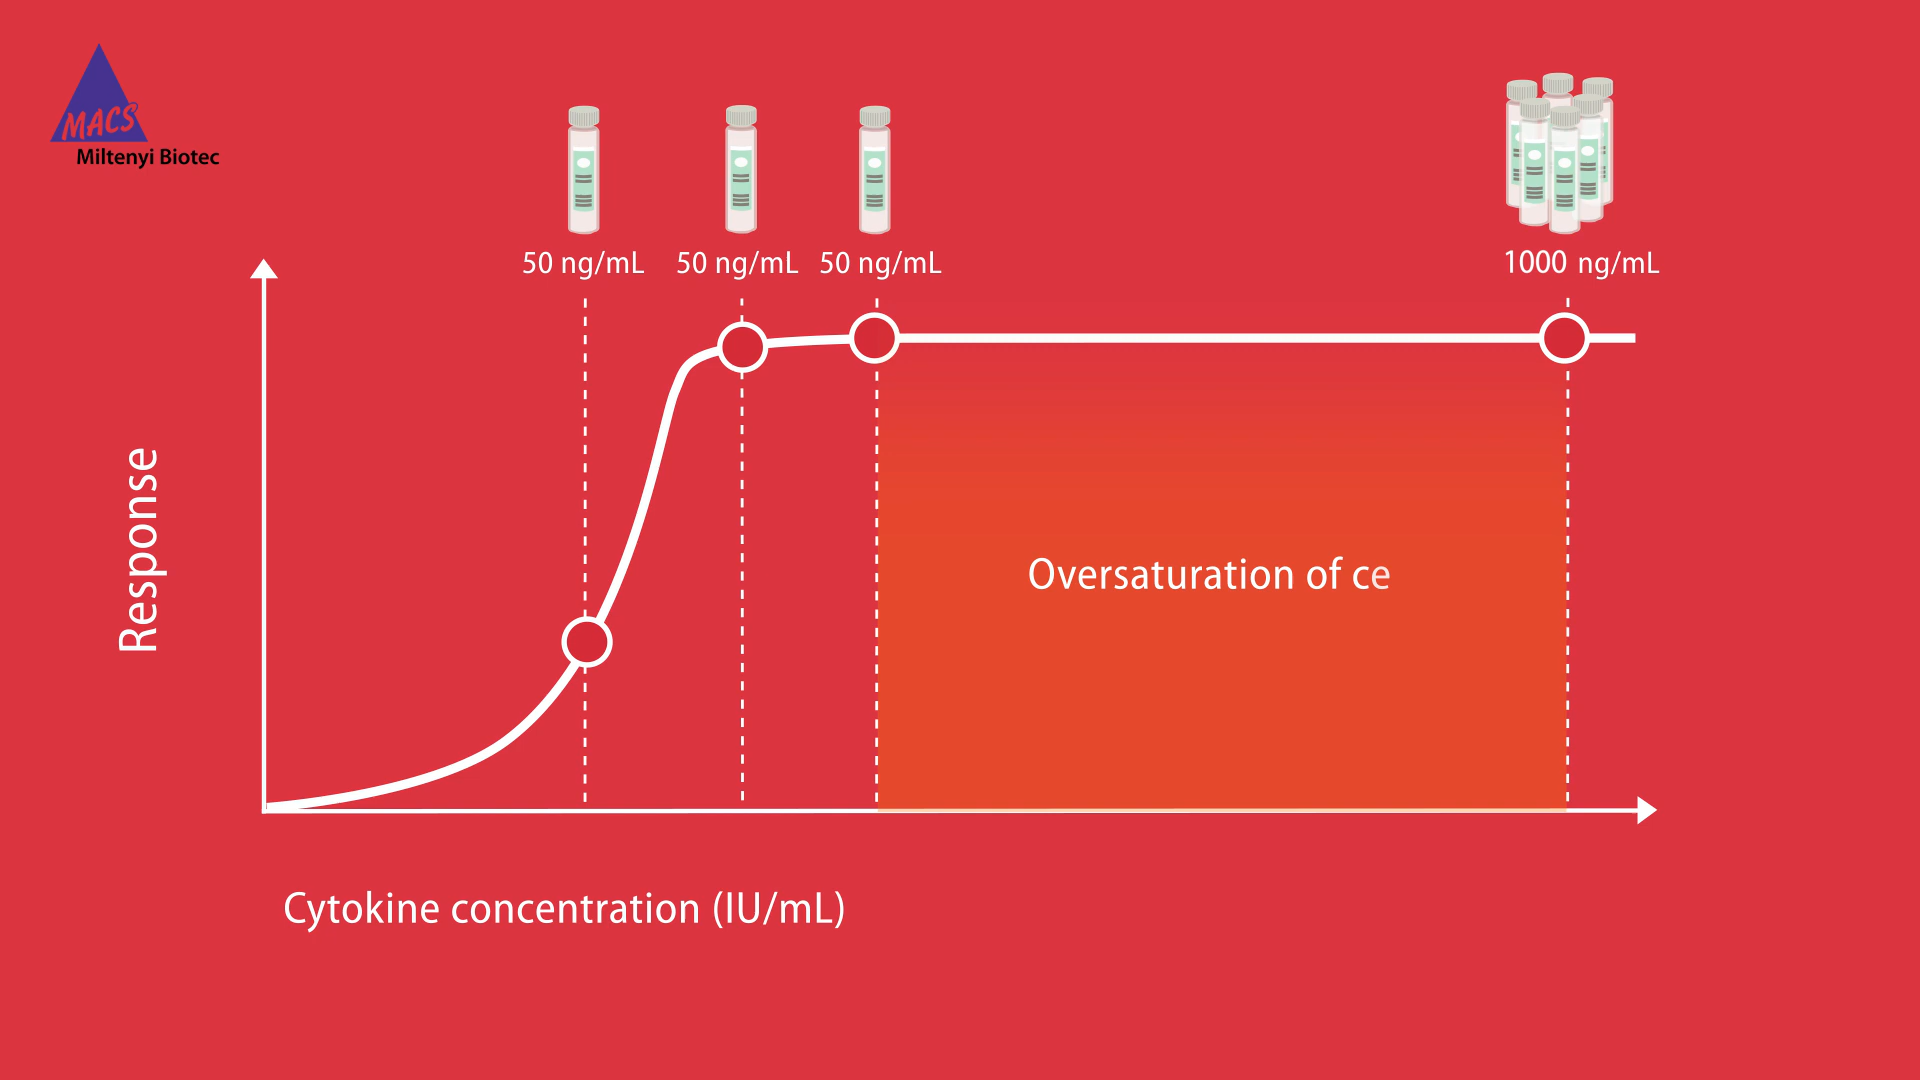 MACS
Miltenyi Biotec
50 ng/mL 50 ng/mL 50 ng/mL 1000 ng/mL
Response
Oversaturation of ce
Cytokine concentration (IU/mL)